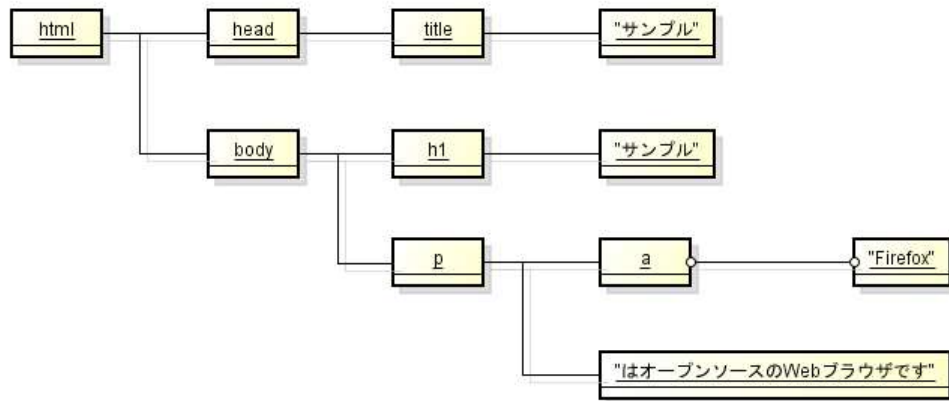 html
head
title
"サンプル"
body
h1
"サンプル"
p
a
"Firefox"
"はオープンソースのWebブラウザです"